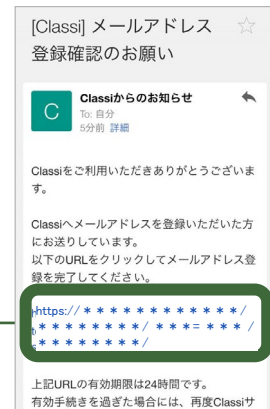 [Classi] メールアドレス
登録確認のお願い
C
Classiからのお知らせ
To: 自分
5分前 詳細
Classiをご利用いただきありがとうございま
す。
Classiへメールアドレスを登録いただいた方
にお送りしています。
以下のURLをクリックしてメールアドレス登
録を完了してください。
https://＊＊＊＊＊＊＊＊＊＊＊＊/
＊＊＊＊＊＊＊＊/ ＊＊＊=＊＊＊ /
＊＊＊＊＊＊＊＊/
上記URLの有効期限は24時間です。
有効手続きを過ぎた場合には、再度Classiサ